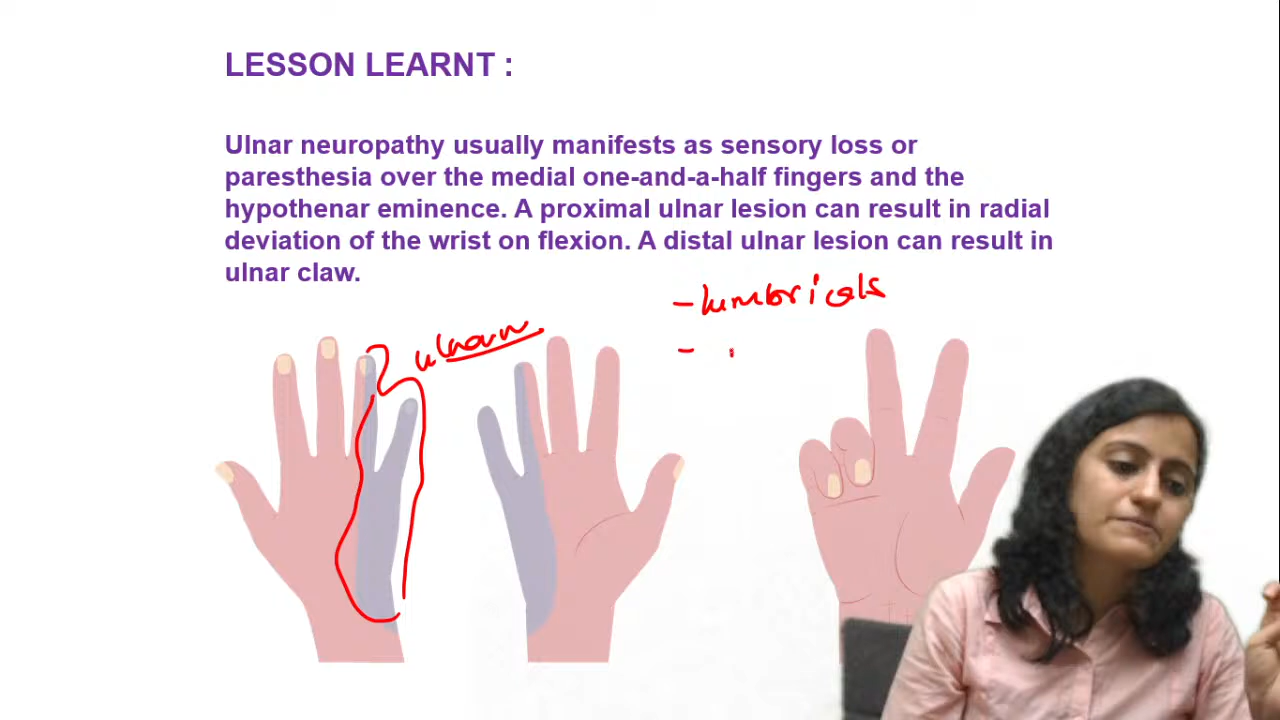 LESSON LEARNT :
Ulnar neuropathy usually manifests as sensory loss or
paresthesia over the medial one-and-a-half fingers and the
hypothenar eminence. A proximal ulnar lesion can result in radial
deviation of the wrist on flexion. A distal ulnar lesion can result in
ulnar claw.
- lumbricals
-
ulnar